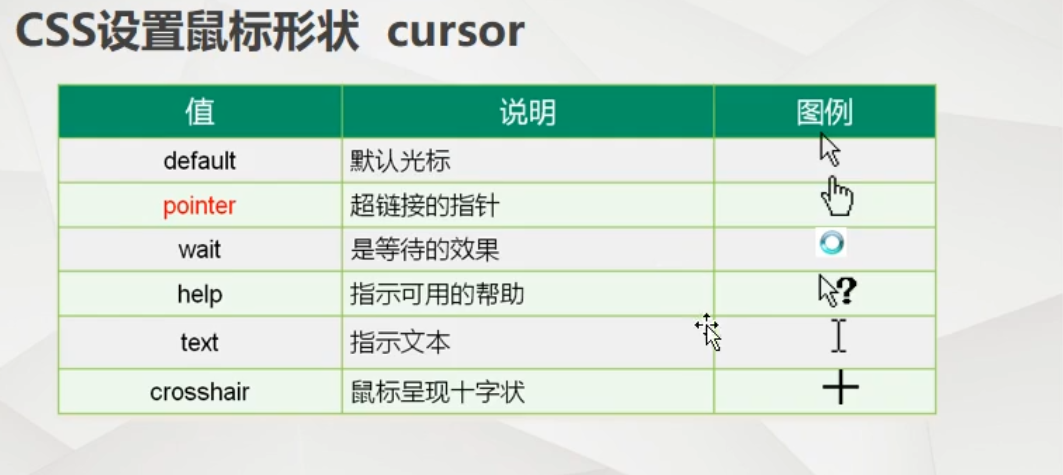 CSS设置鼠标形状 cursor
值 说明 图例
default 默认光标
pointer 超链接的指针
wait 是等待的效果
help 指示可用的帮助
text 指示文本
crosshair 鼠标呈现十字状